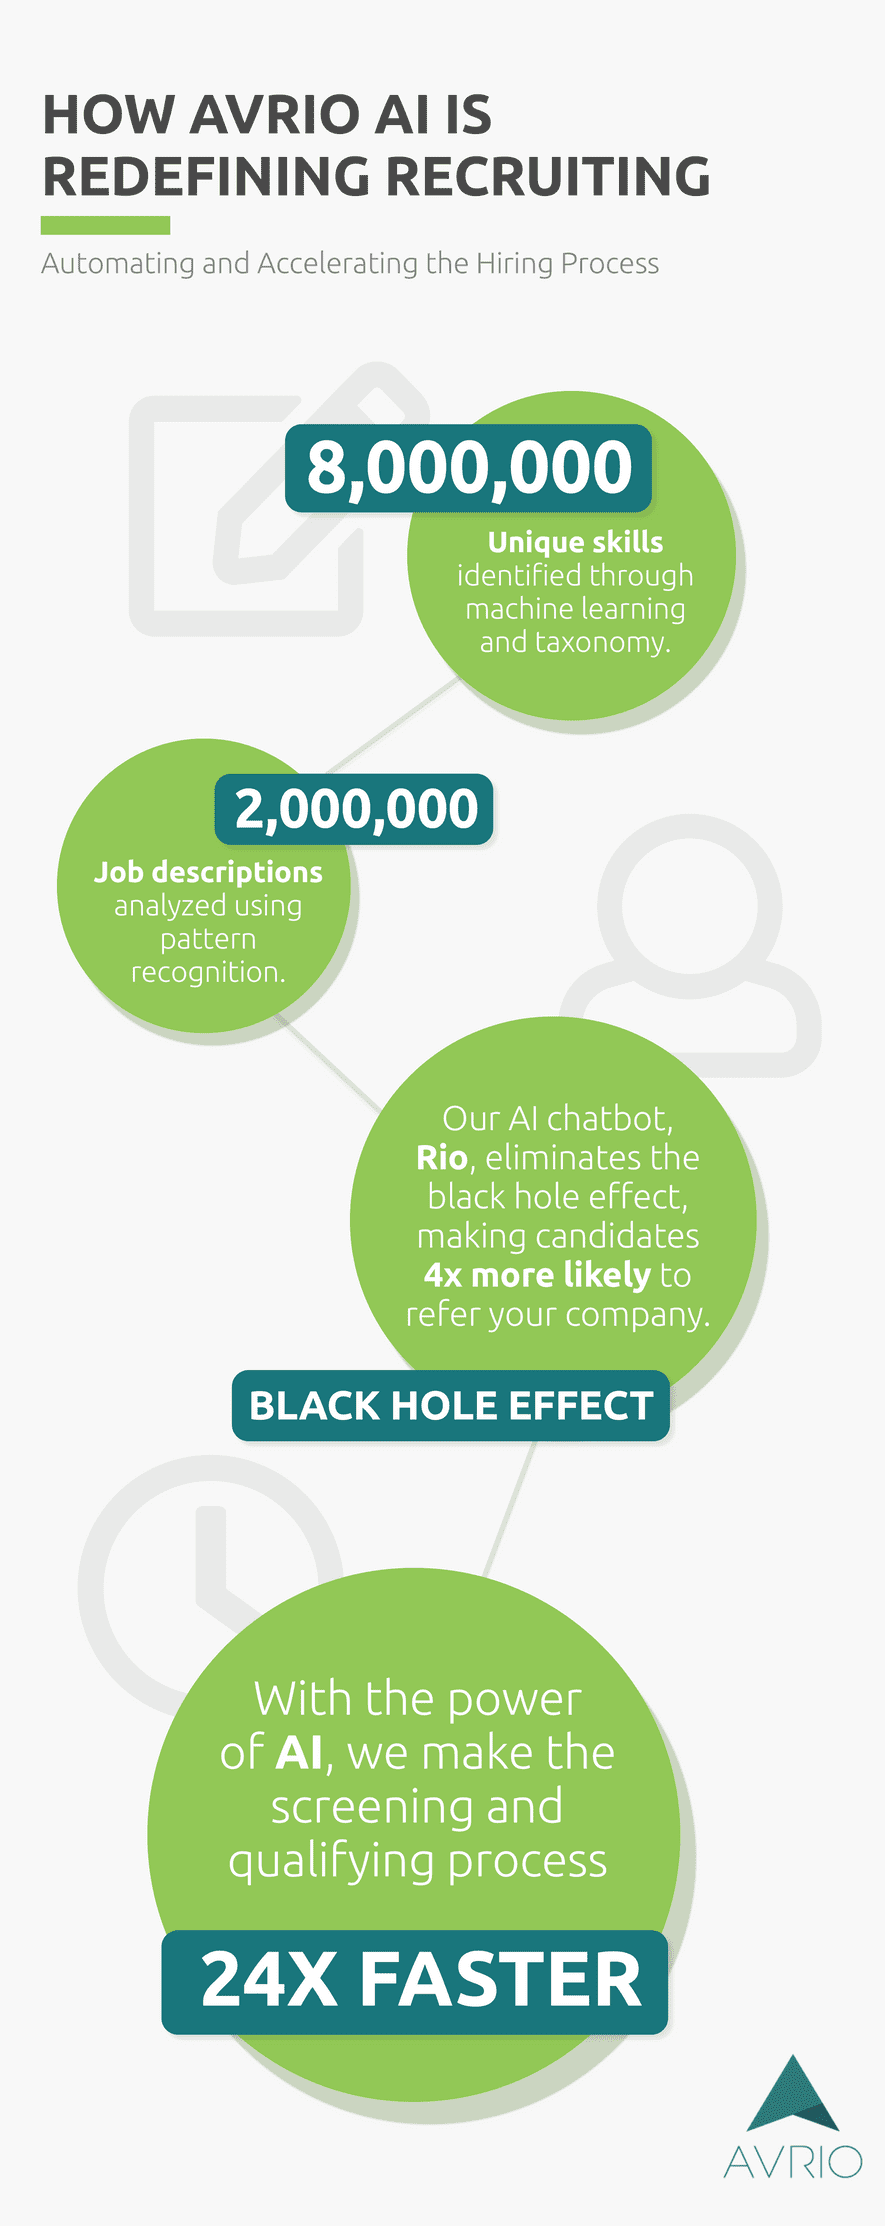 HOW AVRIO AI IS
REDEFINING RECRUITING
Automating and Accelerating the Hiring Process
8,000,000
Unique skills
identified through
machine learning
and taxonomy.
2,000,000
Job descriptions
analyzed using
pattern
recognition.
Our AI chatbot,
Rio, eliminates the
black hole effect,
making candidates
4x more likely to
refer your company.
BLACK HOLE EFFECT
With the power
of AI, we make the
screening and
qualifying process
24X FASTER
AVRIO